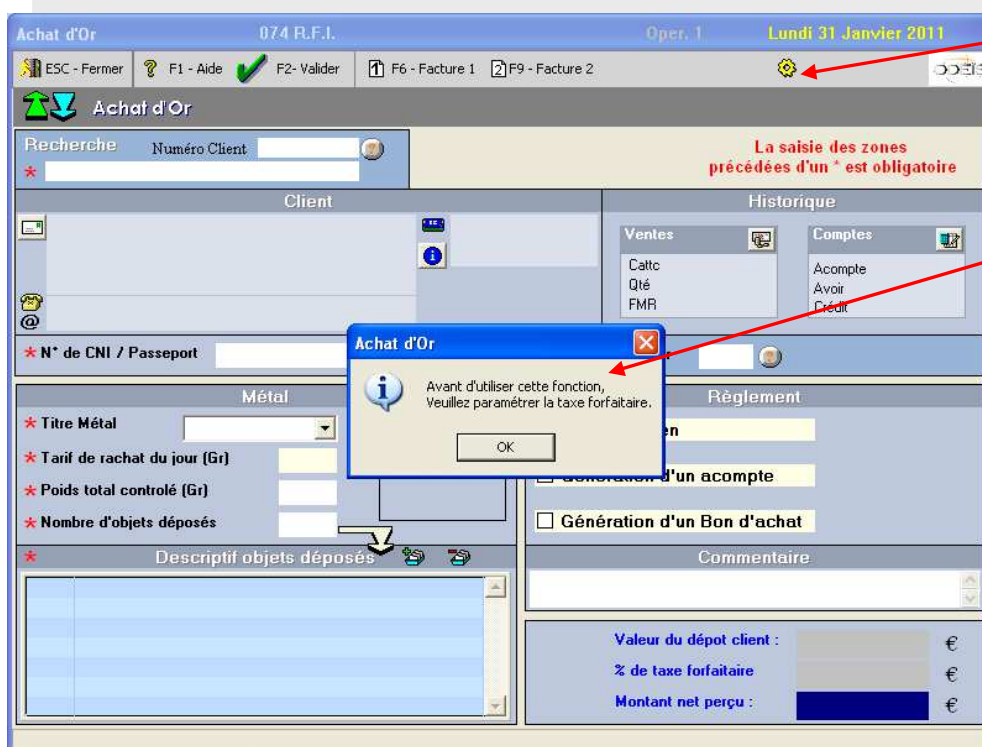 Achat d'Or 074 R.F.I. Oper. 1 Lundi 31 Janvier 2011
ESC - Fermer F1 - Aide F2- Valider F6 - Facture 1 F9 - Facture 2
Achat d'Or
Recherche Numéro Client
*
La saisie des zones
précédées d'un * est obligatoire
Client
Historique
Ventes
Cattc
Qté
FMR
Comptes
Acompte
Avoir
Crédit
@
* N° de CNI / Passeport
Achat d'Or
Avant d'utiliser cette fonction,
Veuillez paramétrer la taxe forfaitaire.
OK
Métal
* Titre Métal
* Tarif de rachat du jour (Gr)
* Poids total controlé (Gr)
* Nombre d'objets déposés
* Descriptif objets déposés
Règlement
en
Génération d'un acompte
Génération d'un Bon d'achat
Commentaire
Valeur du dépot client : €
% de taxe forfaitaire €
Montant net perçu : €